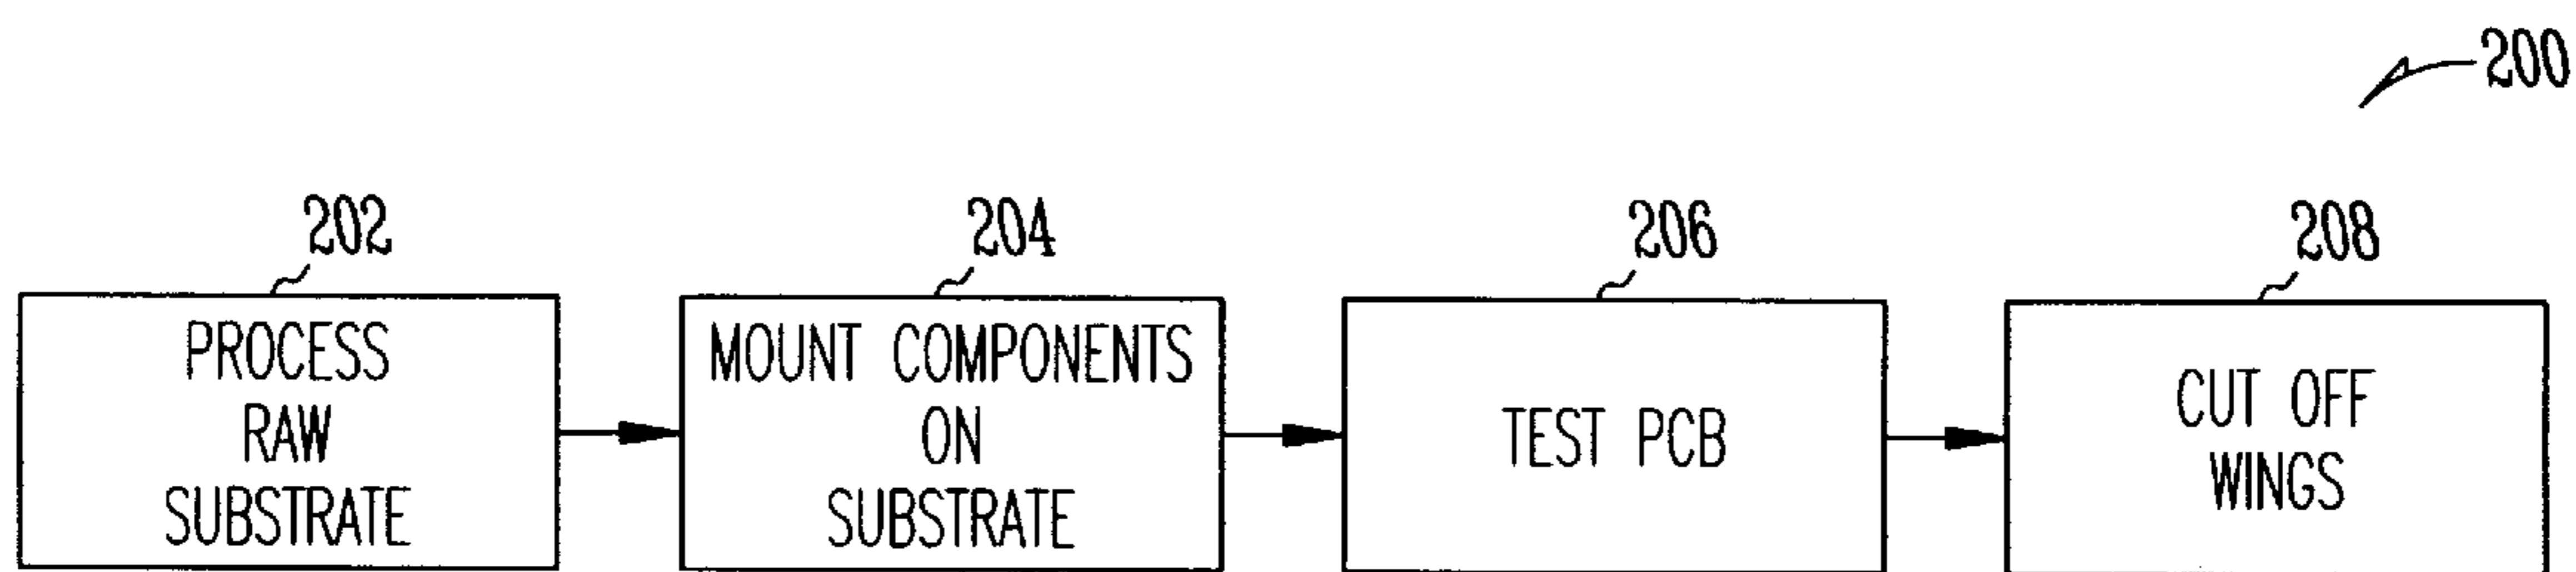 200
202
204
206
208
PROCESS
RAW
SUBSTRATE
MOUNT COMPONENTS
ON
SUBSTRATE
TEST PCB
CUT OFF
WINGS